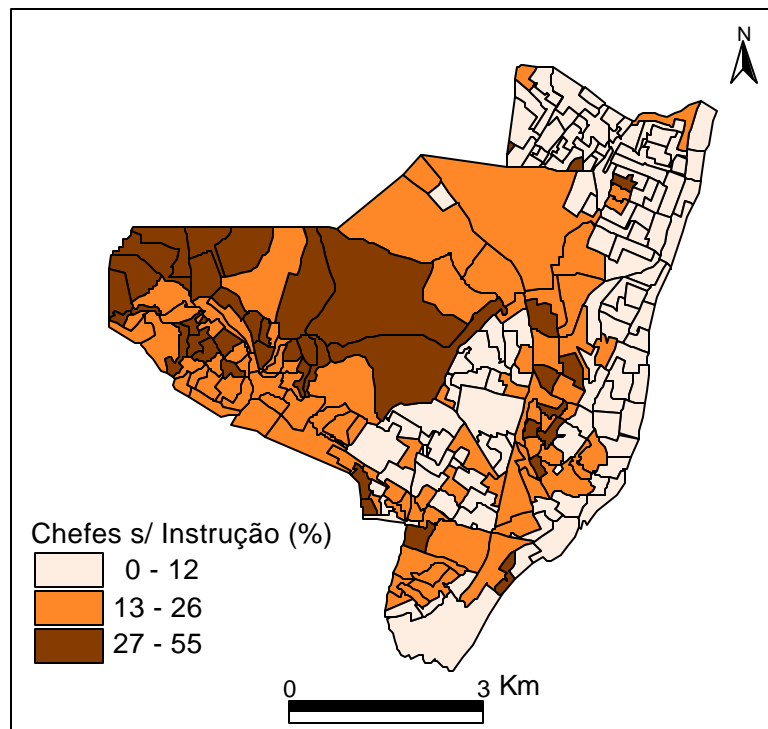 N
Chefes s/ Instrução (%)
0 - 12
13 - 26
27 - 55
0 3 Km